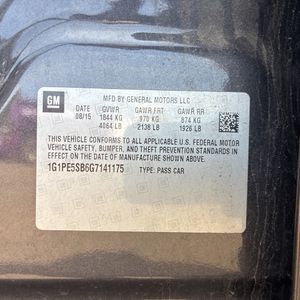 GM
MFD BY GENERAL MOTORS LLC
DATE GVWR GAWR FRT GAWR RR
08/15 1844 KG 970 KG 874 KG
4064 LB 2138 LB 1926 LB
THIS VEHICLE CONFORMS TO ALL APPLICABLE U.S. FEDERAL MOTOR
VEHICLE SAFETY, BUMPER, AND THEFT PREVENTION STANDARDS IN
EFFECT ON THE DATE OF MANUFACTURE SHOWN ABOVE.
1G1PE5SB6G7141175 TYPE: PASS CAR